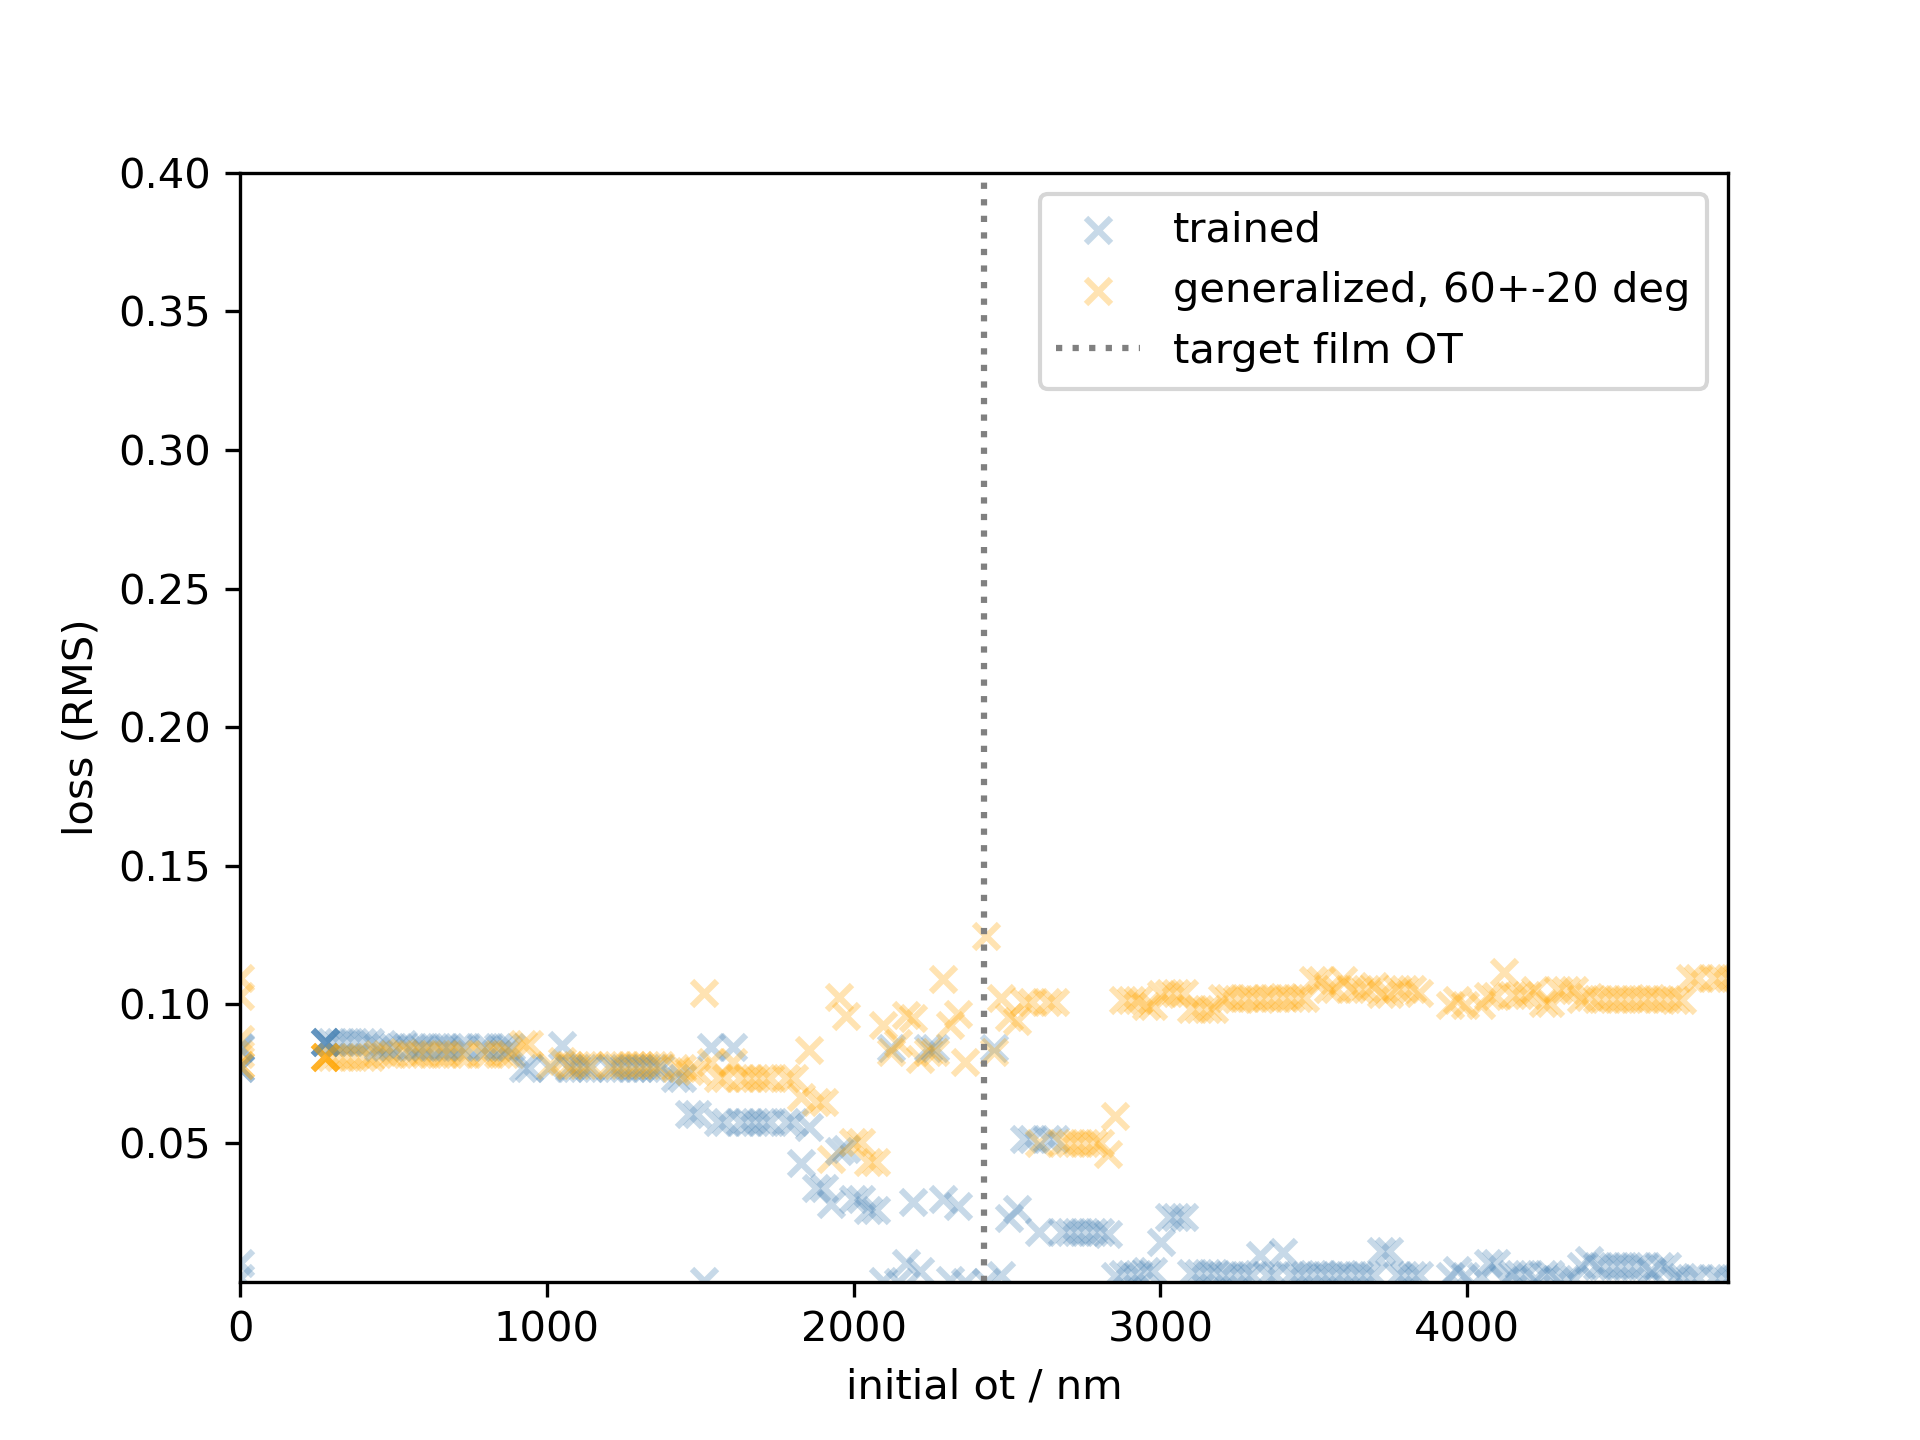 0.40
0.35
0.30
0.25
0.20
0.15
0.10
0.05
loss (RMS)
trained
generalized, 60+-20 deg
target film OT
0 1000 2000 3000 4000
initial ot / nm